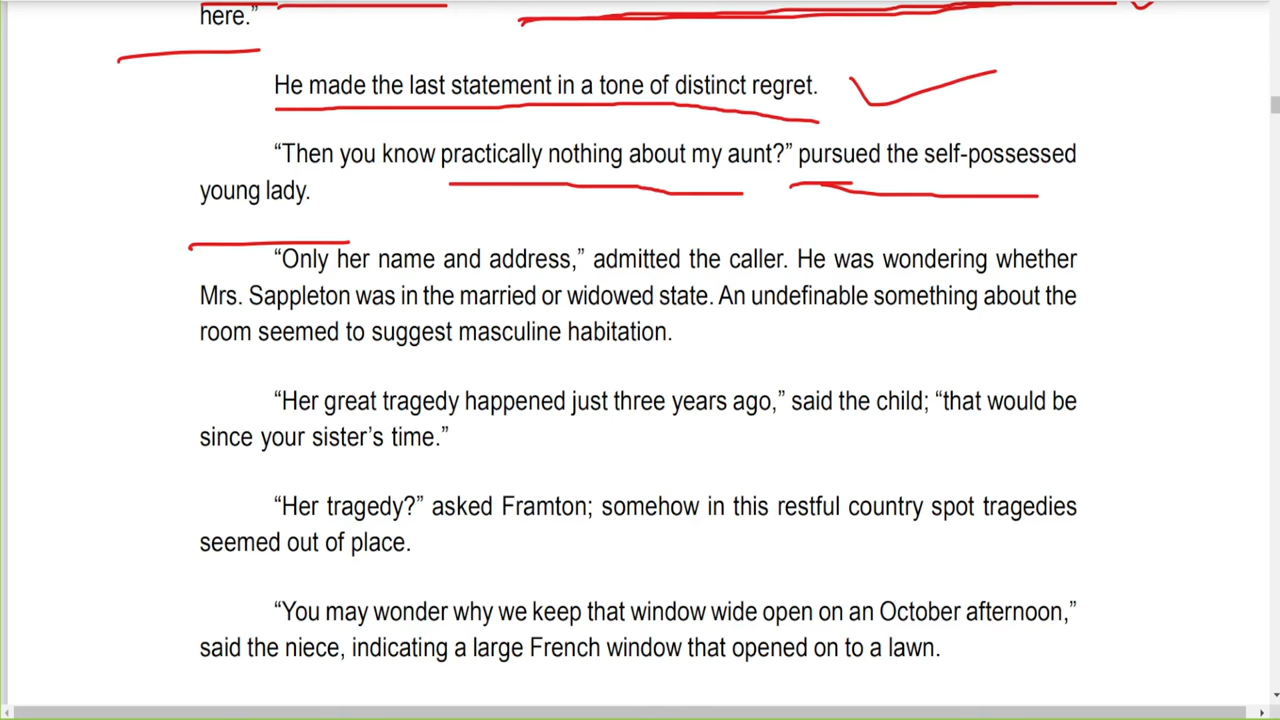 here.”
He made the last statement in a tone of distinct regret.
“Then you know practically nothing about my aunt?” pursued the self-possessed
young lady.
“Only her name and address,” admitted the caller. He was wondering whether
Mrs. Sappleton was in the married or widowed state. An undefinable something about the
room seemed to suggest masculine habitation.
“Her great tragedy happened just three years ago,” said the child; “that would be
since your sister’s time.”
“Her tragedy?” asked Framton; somehow in this restful country spot tragedies
seemed out of place.
“You may wonder why we keep that window wide open on an October afternoon,”
said the niece, indicating a large French window that opened on to a lawn.